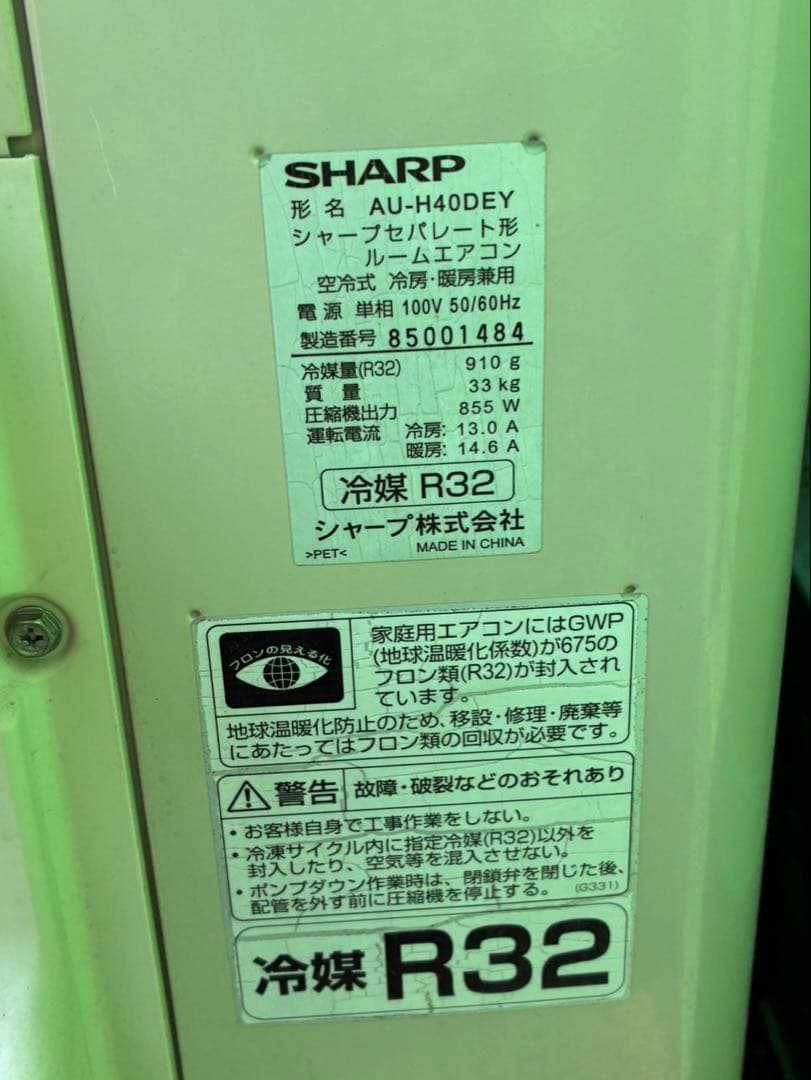 SHARP
形名 AU-H40DEY
シャープセパレート形
ルームエアコン
空冷式 冷房・暖房兼用
電源 単相 100V 50/60Hz
製造番号 85001484
冷媒量(R32) 910 g
質量 33 kg
圧縮機出力 855 W
運転電流 冷房: 13.0 A
暖房: 14.6 A
冷媒 R32
シャープ株式会社
>PET< MADE IN CHINA
フロンの見える化
家庭用エアコンにはGWP
(地球温暖化係数)が675の
フロン類(R32)が封入され
ています。
地球温暖化防止のため、移設・修理・廃棄等
にあたってはフロン類の回収が必要です。
警告 故障・破裂などのおそれあり
・お客様自身で工事作業をしない。
・冷凍サイクル内に指定冷媒(R32)以外を
封入したり、空気等を混入させない。
・ポンプダウン作業時は、閉鎖弁を閉じた後、
配管を外す前に圧縮機を停止する。 (G331)
冷媒 R32